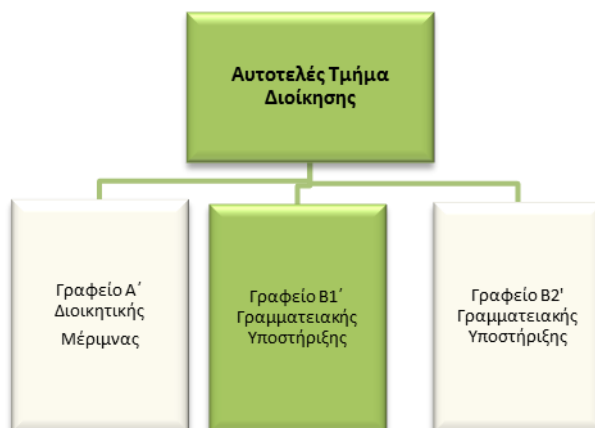 Αυτοτελές Τμήμα
Διοίκησης
Γραφείο Α΄
Διοικητικής
Μέριμνας
Γραφείο Β1΄
Γραμματειακής
Υποστήριξης
Γραφείο Β2'
Γραμματειακής
Υποστήριξης